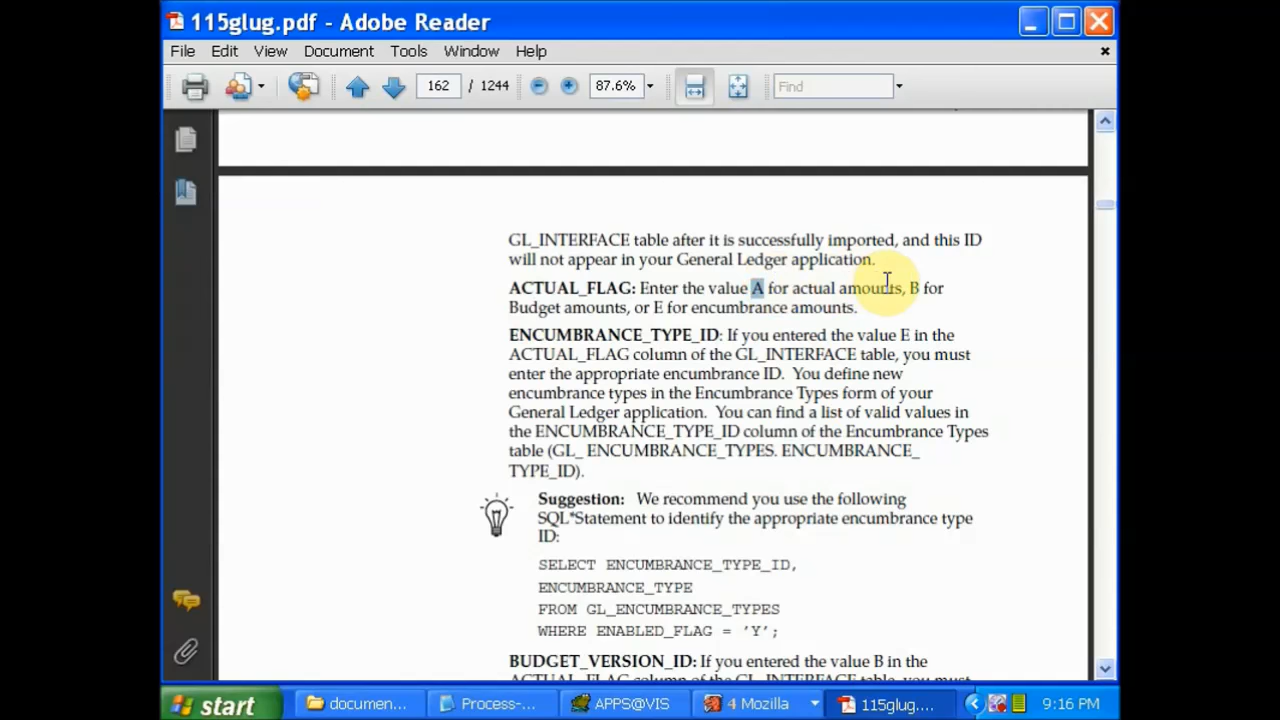 115glug.pdf - Adobe Reader
File Edit View Document Tools Window Help
162 / 1244 87.6% Find
GL_INTERFACE table after it is successfully imported, and this ID
will not appear in your General Ledger application.
ACTUAL_FLAG: Enter the value A for actual amounts, B for
Budget amounts, or E for encumbrance amounts.
ENCUMBRANCE_TYPE_ID: If you entered the value E in the
ACTUAL_FLAG column of the GL_INTERFACE table, you must
enter the appropriate encumbrance ID. You define new
encumbrance types in the Encumbrance Types form of your
General Ledger application. You can find a list of valid values in
the ENCUMBRANCE_TYPE_ID column of the Encumbrance Types
table (GL_ ENCUMBRANCE_TYPES. ENCUMBRANCE_
TYPE_ID).
Suggestion: We recommend you use the following
SQL*Statement to identify the appropriate encumbrance type
ID:
SELECT ENCUMBRANCE_TYPE_ID,
ENCUMBRANCE_TYPE
FROM GL_ENCUMBRANCE_TYPES
WHERE ENABLED_FLAG = ’Y’;
BUDGET_VERSION_ID: If you entered the value B in the
ACTUAL_FLAG column of the GL_INTERFACE table, you must
start documen... Process-... APPS@VIS 4 Mozilla 115glug.... 9:16 PM